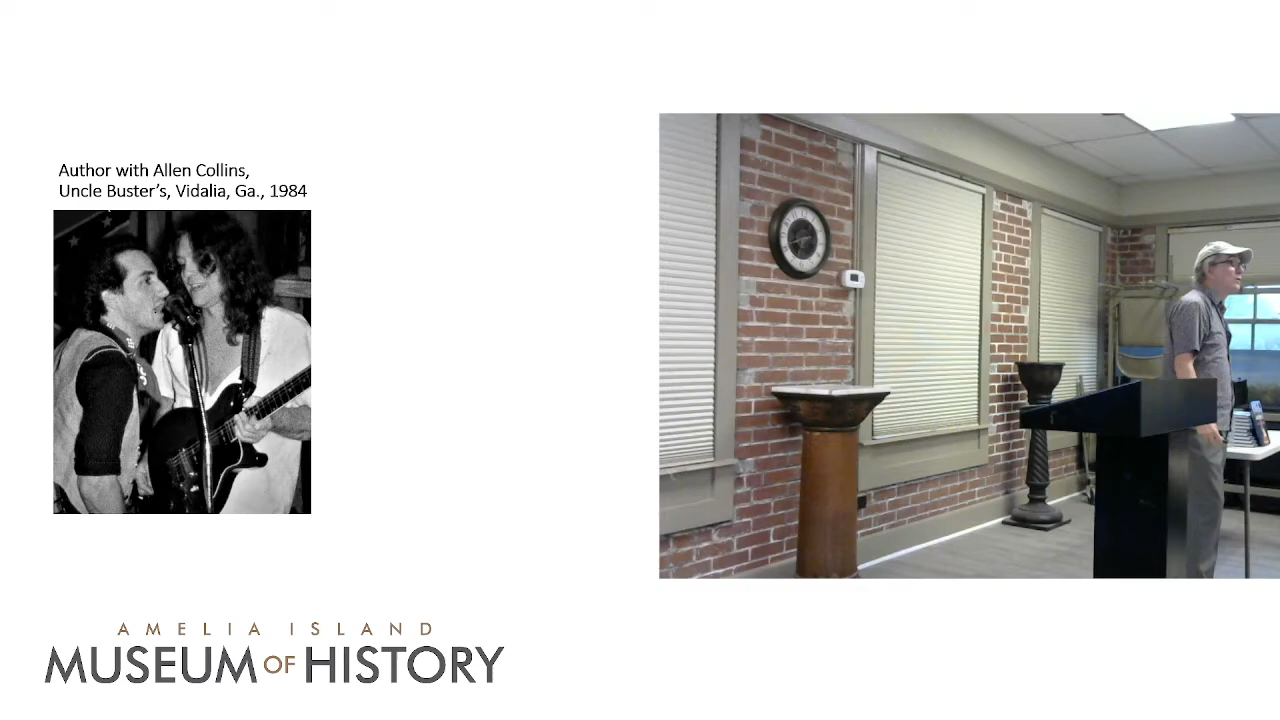 Author with Allen Collins,
Uncle Buster's, Vidalia, Ga., 1984
AMELIA ISLAND
MUSEUM OF HISTORY